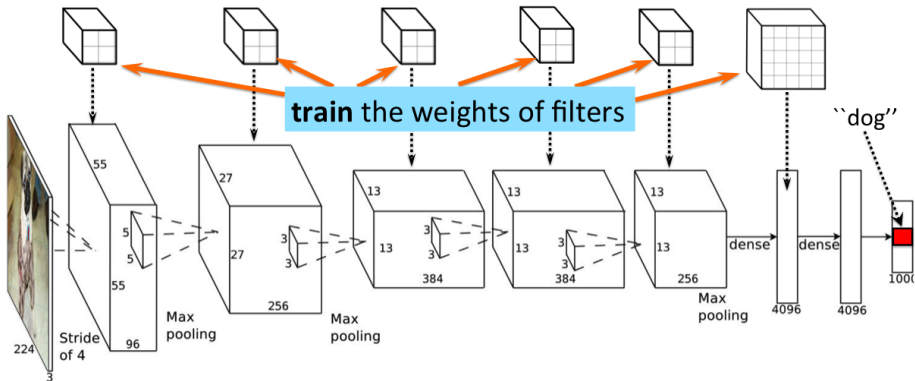 train the weights of filters
``dog''
55
27
13
13
13
5
5
3
3
3
3
3
3
55
27
13
13
13
dense
dense
384
384
256
1000
256
Max
pooling
4096
4096
224
3
Stride
of 4
96
Max
pooling
Max
pooling